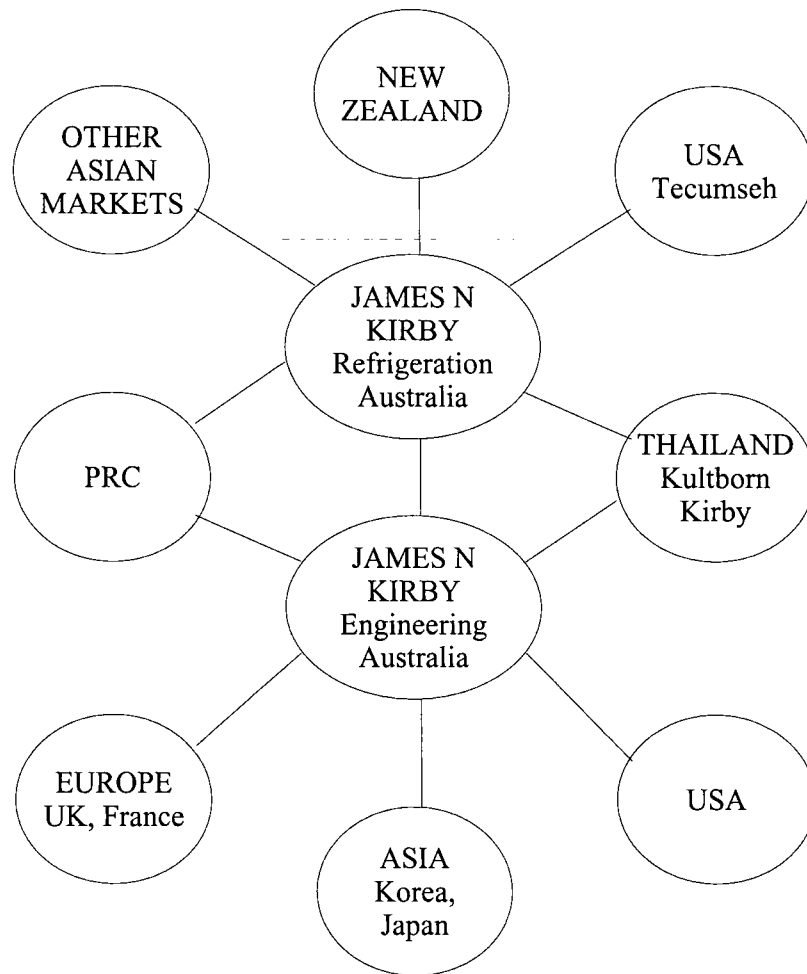 NEW
ZEALAND
OTHER
ASIAN
MARKETS
USA
Tecumseh
JAMES N
KIRBY
Refrigeration
Australia
PRC
THAILAND
Kultborn
Kirby
JAMES N
KIRBY
Engineering
Australia
EUROPE
UK, France
ASIA
Korea,
Japan
USA